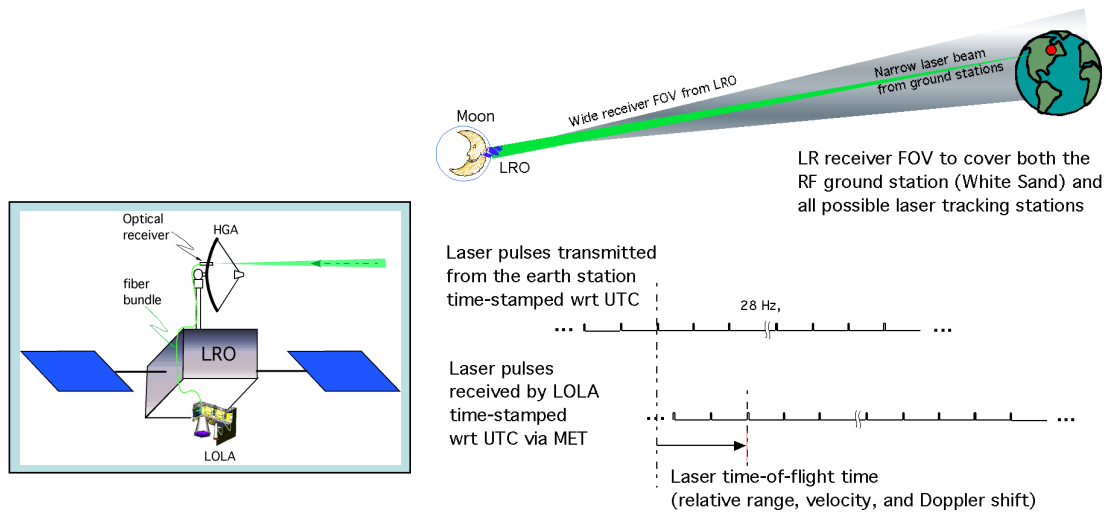 Wide receiver FOV from LRO
Narrow laser beam
from ground stations
Moon
LRO
LR receiver FOV to cover both the
RF ground station (White Sand) and
all possible laser tracking stations
Optical
receiver
HGA
fiber
bundle
LRO
LOLA
Laser pulses transmitted
from the earth station
time-stamped wrt UTC
28 Hz,
Laser pulses
received by LOLA
time-stamped
wrt UTC via MET
Laser time-of-flight time
(relative range, velocity, and Doppler shift)